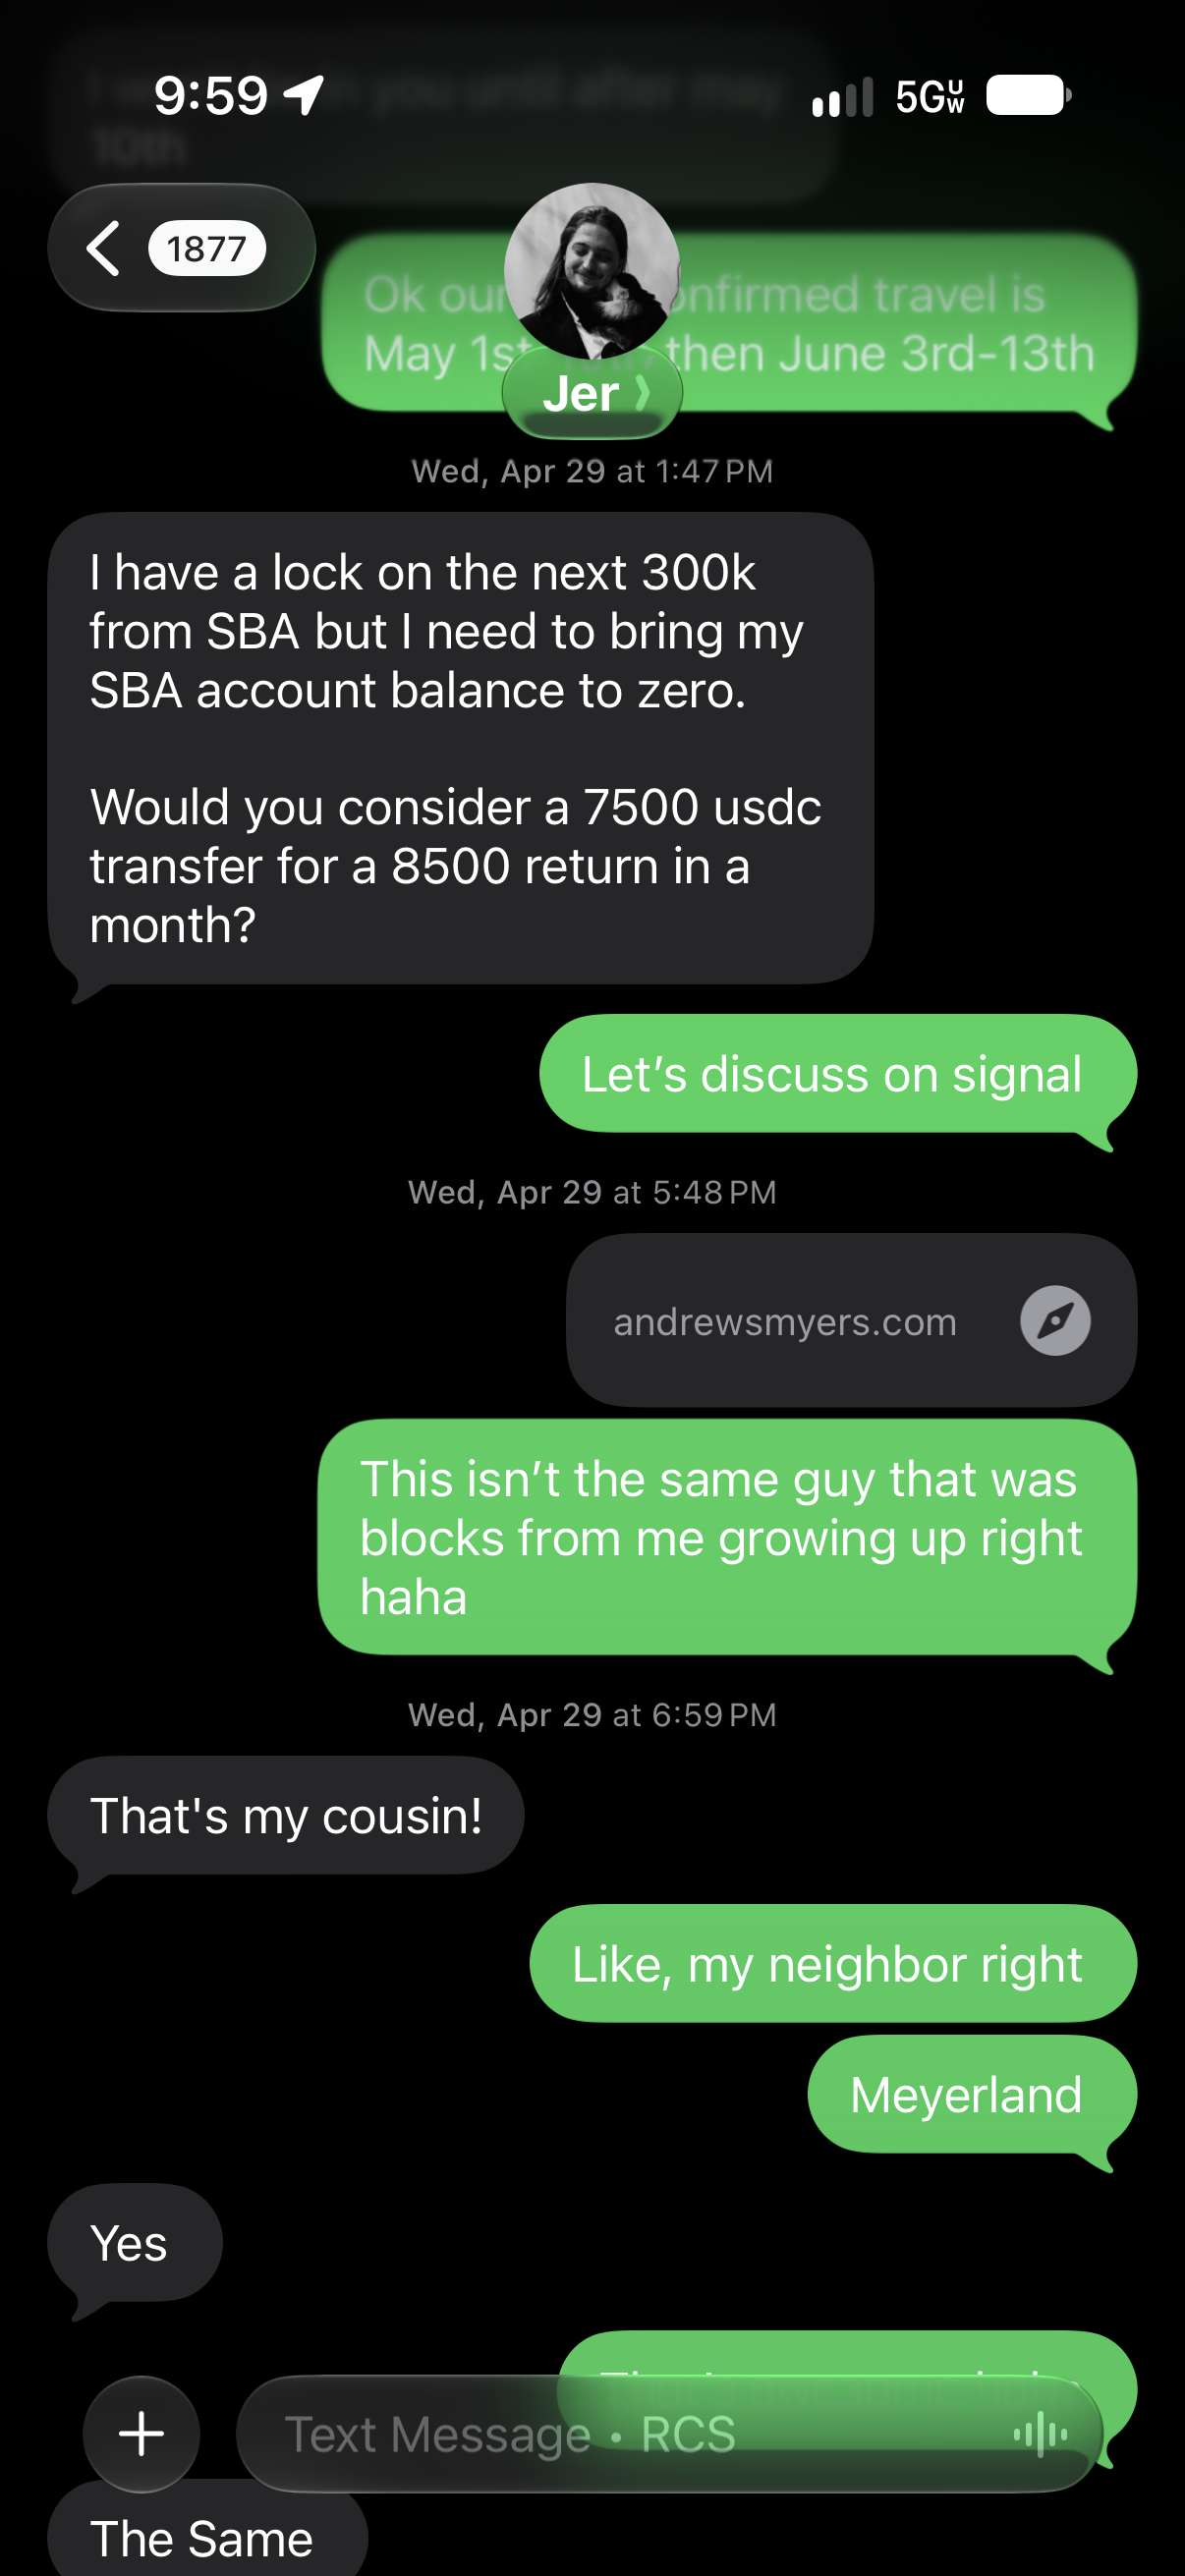 9:59
5G UW
you until after may
10th
1877
Ok our confirmed travel is
May 1st then June 3rd-13th
Jer
Wed, Apr 29 at 1:47 PM
I have a lock on the next 300k
from SBA but I need to bring my
SBA account balance to zero.
Would you consider a 7500 usdc
transfer for a 8500 return in a
month?
Let’s discuss on signal
Wed, Apr 29 at 5:48 PM
andrewsmyers.com
This isn’t the same guy that was
blocks from me growing up right
haha
Wed, Apr 29 at 6:59 PM
That's my cousin!
Like, my neighbor right
Meyerland
Yes
Text Message • RCS
The Same